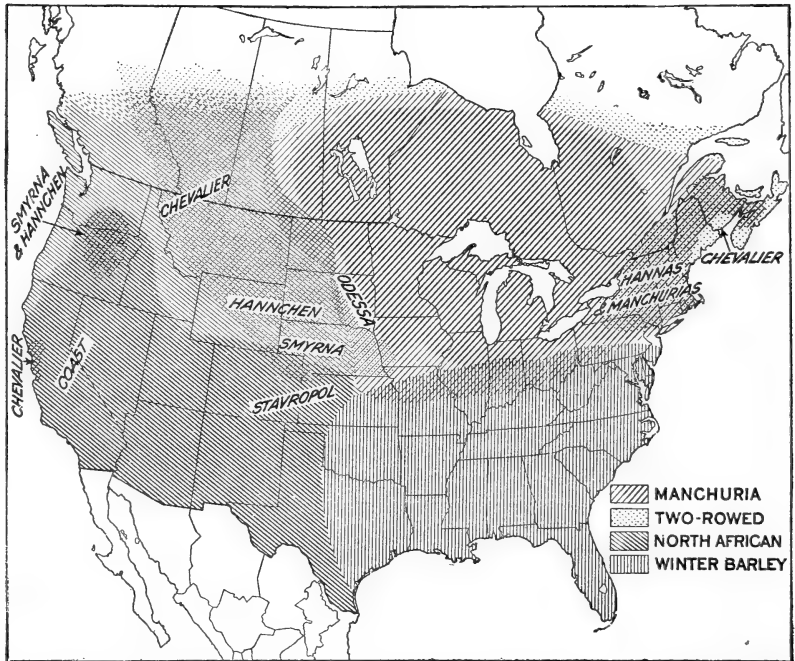 SMYRNA
& HANNCHEN
CHEVALIER
CHEVALIER
COAST
HANNCHEN
ODESSA
SMYRNA
STAVROPOL
HANNAS
MANCHURIAS
CHEVALIER
MANCHURIA
TWO-ROWED
NORTH AFRICAN
WINTER BARLEY